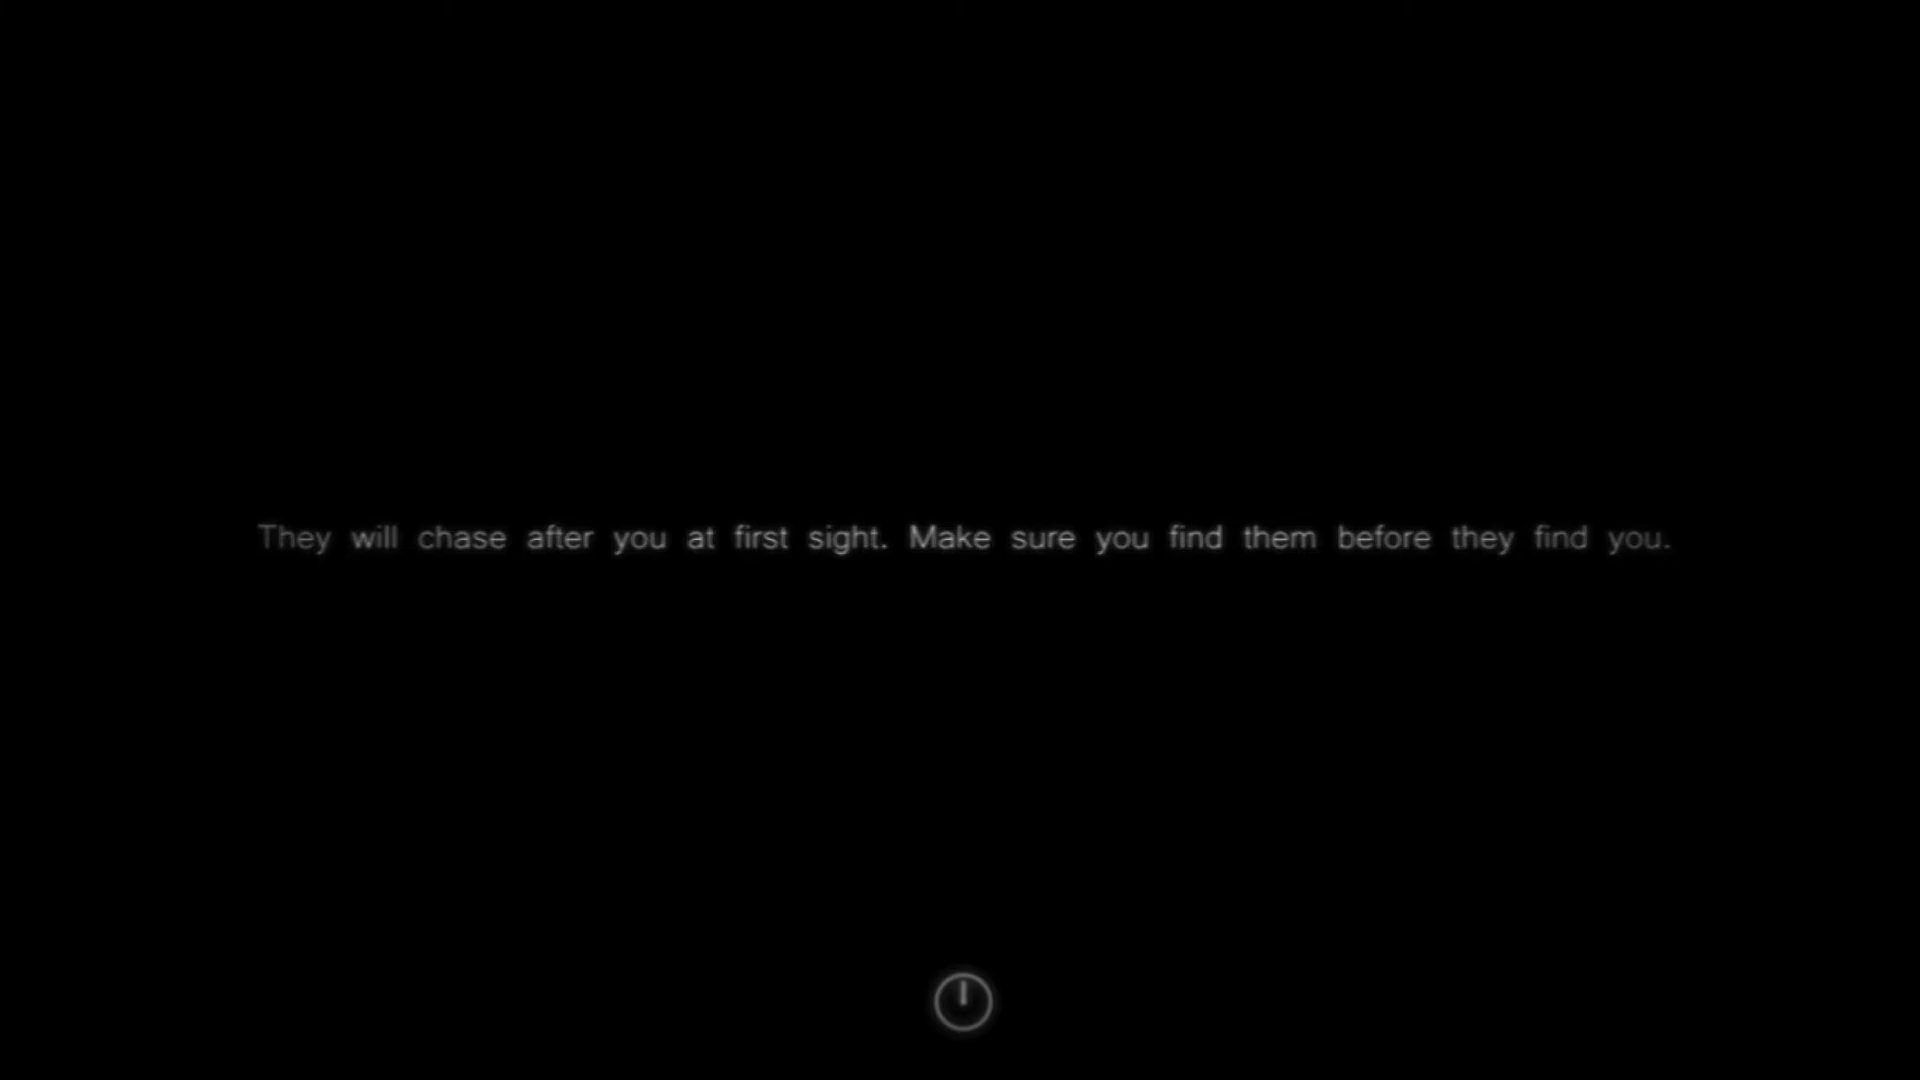 They will chase after you at first sight. Make sure you find them before they find you.